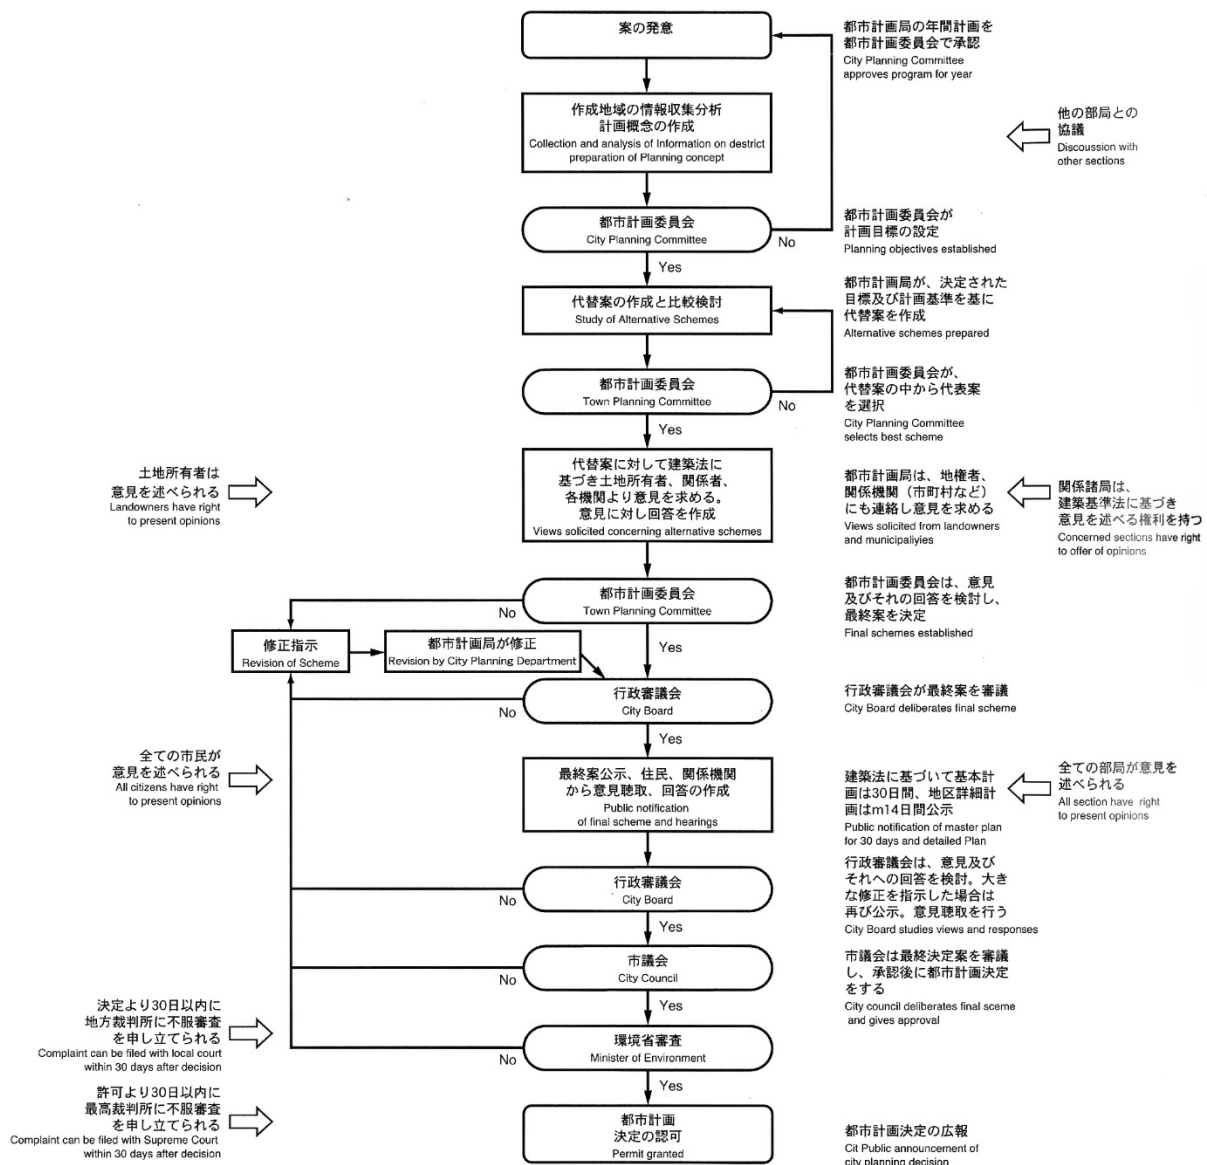 案の発意
都市計画局の年間計画を
都市計画委員会で承認
City Planning Committee
approves program for year
作成地域の情報収集分析
計画概念の作成
Collection and analysis of Information on destrict
preparation of Planning concept
他の部局との
協議
Discoussion with
other sections
都市計画委員会
City Planning Committee
No
Yes
都市計画委員会が
計画目標の設定
Planning objectives established
代替案の作成と比較検討
Study of Alternative Schemes
都市計画局が、決定された
目標及び計画基準を基に
代替案を作成
Alternative schemes prepared
都市計画委員会
Town Planning Committee
No
Yes
都市計画委員会が、
代替案の中から代表案
を選択
City Planning Committee
selects best scheme
土地所有者は
意見を述べられる
Landowners have right
to present opinions
代替案に対して建築法に
基づき土地所有者、関係者、
各機関より意見を求める。
意見に対し回答を作成
Views solicited concerning alternative schemes
都市計画局は、地権者、
関係機関（市町村など）
にも連絡し意見を求める
Views solicited from landowners
and municipaliyies
関係諸局は、
建築基準法に基づき
意見を述べる権利を持つ
Concerned sections have right
to offer of opinions
都市計画委員会
Town Planning Committee
No
Yes
都市計画委員会は、意見
及びそれの回答を検討し、
最終案を決定
Final schemes established
修正指示
Revision of Scheme
都市計画局が修正
Revision by City Planning Department
行政審議会
City Board
No
Yes
行政審議会が最終案を審議
City Board deliberates final scheme
全ての市民が
意見を述べられる
All citizens have right
to present opinions
最終案公示、住民、関係機関
から意見聴取、回答の作成
Public notification
of final scheme and hearings
建築法に基づいて基本計
画は30日間、地区詳細計
画はm14日間公示
Public notification of master plan
for 30 days and detailed Plan
全ての部局が意見を
述べられる
All section have right
to present opinions
行政審議会
City Board
No
Yes
行政審議会は、意見及び
それへの回答を検討。大き
な修正を指示した場合は
再び公示。意見聴取を行う
City Board studies views and responses
市議会
City Council
No
Yes
市議会は最終決定案を審議
し、承認後に都市計画決定
をする
City council deliberates final sceme
and gives approval
決定より30日以内に
地方裁判所に不服審査
を申し立てられる
Complaint can be filed with local court
within 30 days after decision
環境省審査
Minister of Environment
No
Yes
許可より30日以内に
最高裁判所に不服審査
を申し立てられる
Complaint can be filed with Supreme Court
within 30 days after decision
都市計画
決定の認可
Permit granted
都市計画決定の広報
Cit Public announcement of
city planning decision